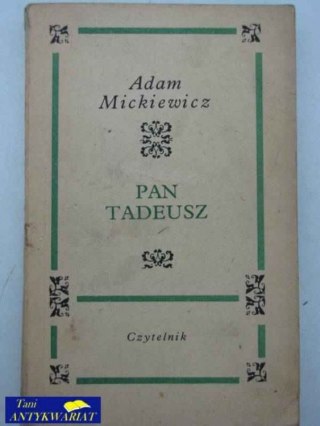 Adam
Mickiewicz
PAN
TADEUSZ
Czytelnik
Tani
ANTYKWARIAT